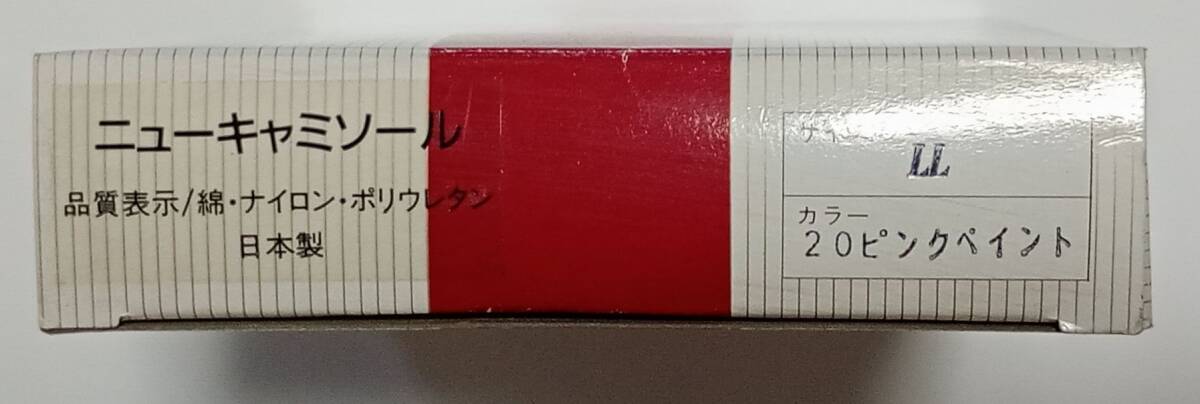 ニューキャミソール
品質表示/綿・ナイロン・ポリウレタン
日本製
LL
カラー
20ピンクペイント